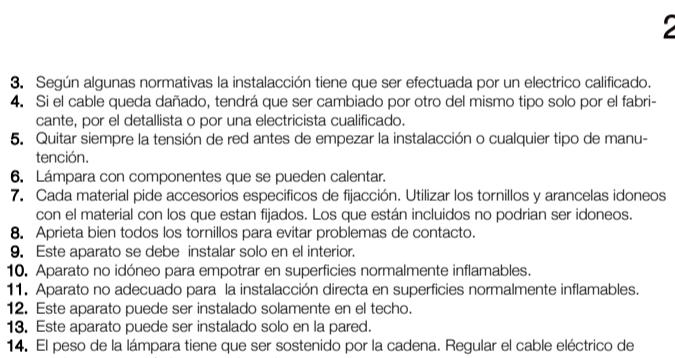 2
3. Según algunas normativas la instalacción tiene que ser efectuada por un electrico calificado.
4. Si el cable queda dañado, tendrá que ser cambiado por otro del mismo tipo solo por el fabri-
cante, por el detallista o por una electricista cualificado.
5. Quitar siempre la tensión de red antes de empezar la instalacción o cualquier tipo de manu-
tención.
6. Lámpara con componentes que se pueden calentar.
7. Cada material pide accesorios especificos de fijacción. Utilizar los tornillos y arancelas idoneos
con el material con los que estan fijados. Los que están incluidos no podrian ser idoneos.
8. Aprieta bien todos los tornillos para evitar problemas de contacto.
9. Este aparato se debe instalar solo en el interior.
10. Aparato no idóneo para empotrar en superficies normalmente inflamables.
11. Aparato no adecuado para la instalacción directa en superficies normalmente inflamables.
12. Este aparato puede ser instalado solamente en el techo.
13. Este aparato puede ser instalado solo en la pared.
14. El peso de la lámpara tiene que ser sostenido por la cadena. Regular el cable eléctrico de